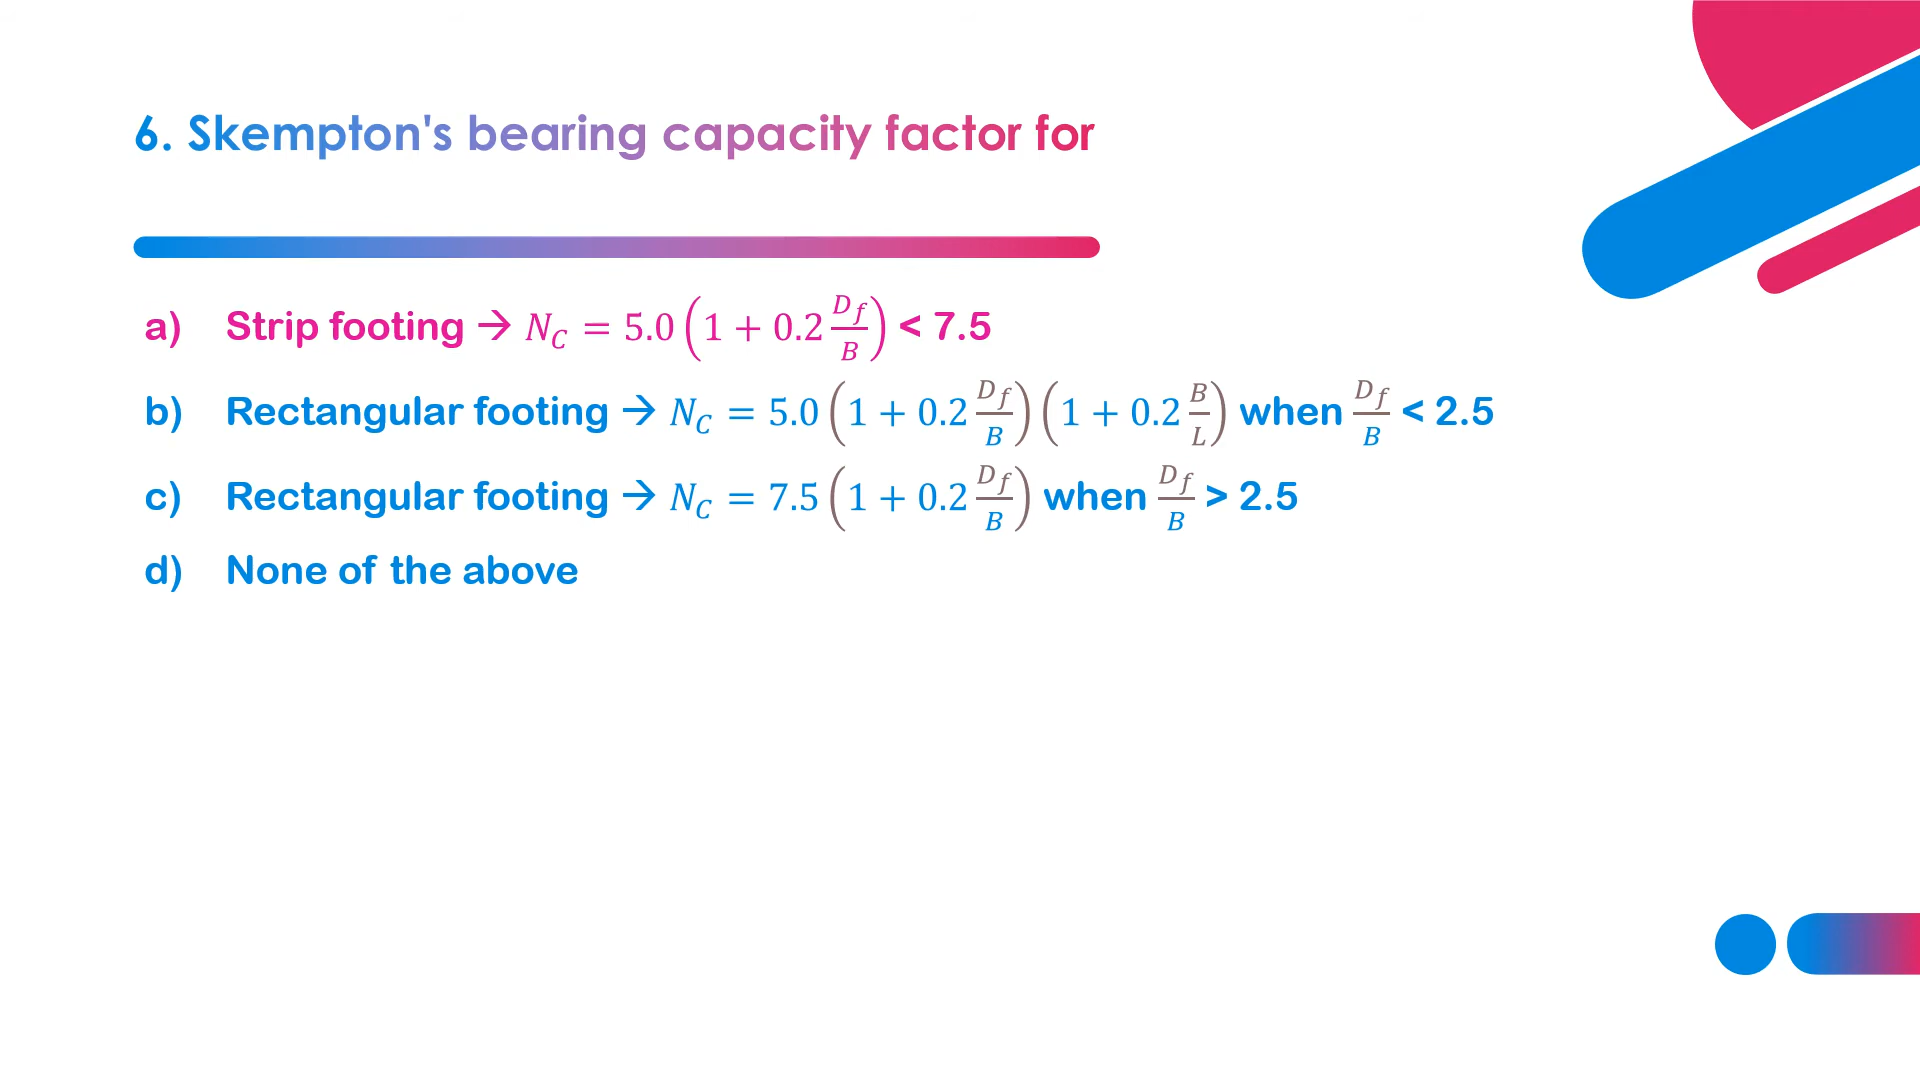 6. Skempton's bearing capacity factor for
a) Strip footing → N_C = 5.0 (1 + 0.2 D_f/B) < 7.5
b) Rectangular footing → N_C = 5.0 (1 + 0.2 D_f/B) (1 + 0.2 B/L) when D_f/B < 2.5
c) Rectangular footing → N_C = 7.5 (1 + 0.2 D_f/B) when D_f/B > 2.5
d) None of the above